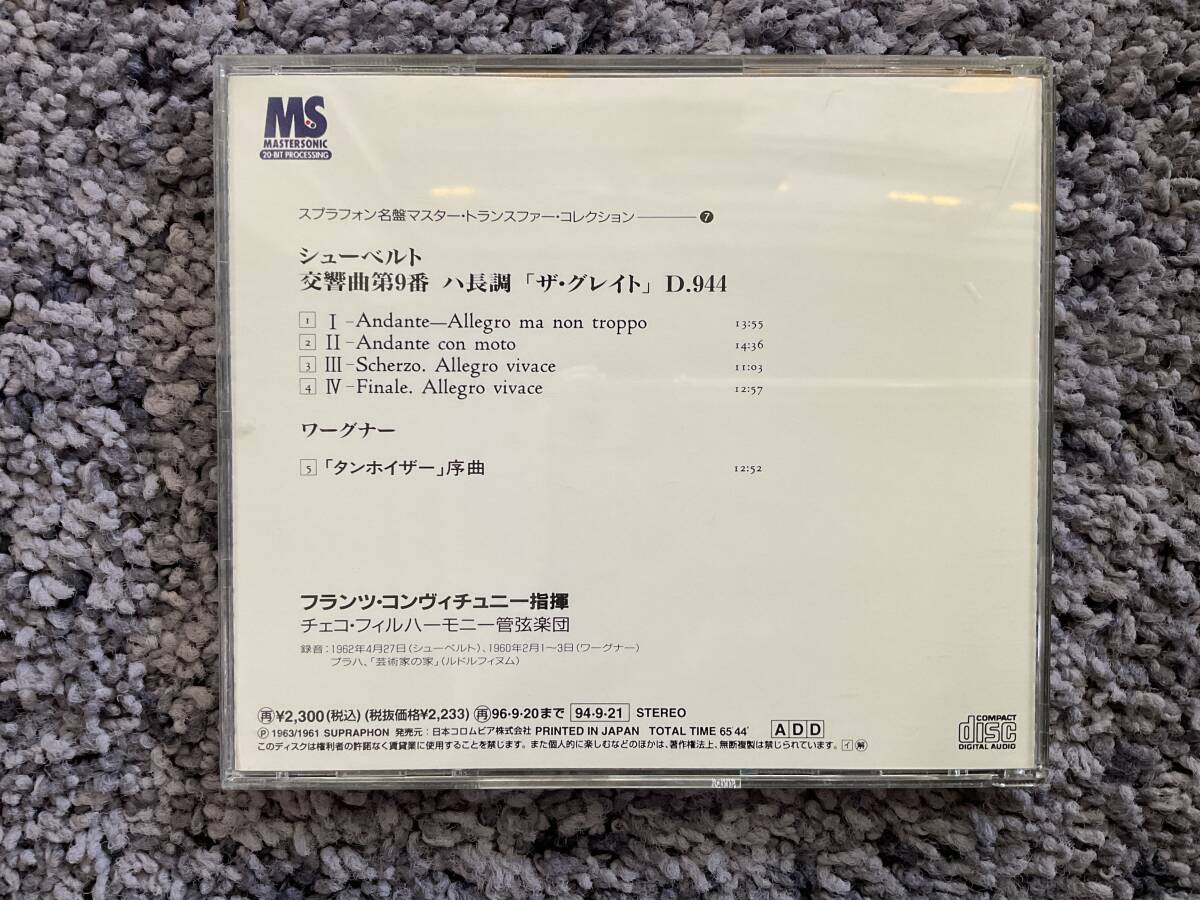 MS
MASTERSONIC
20-BIT PROCESSING
スプラフォン名盤マスター・トランスファー・コレクション———❼
シューベルト
交響曲第9番 ハ長調「ザ・グレイト」D.944
1 I-Andante—Allegro ma non troppo 13:55
2 II-Andante con moto 14:36
3 III-Scherzo. Allegro vivace 11:03
4 IV-Finale. Allegro vivace 12:57
ワーグナー
5 「タンホイザー」序曲 12:52
フランツ・コンヴィチュニー指揮
チェコ・フィルハーモニー管弦楽団
録音：1962年4月27日(シューベルト)、1960年2月1〜3日(ワーグナー)
プラハ、「芸術家の家」(ルドルフィヌム)
再¥2,300(税込)(税抜価格¥2,233) 再96・9・20まで 94・9・21 STEREO
Ⓟ1963/1961 SUPRAPHON 発売元：日本コロムビア株式会社 PRINTED IN JAPAN TOTAL TIME 65′44″ ADD
このディスクは権利者の許諾なく賃貸業に使用することを禁じます。また個人的に楽しむなどのほかは、著作権法上、無断複製は禁じられています。イ解
COMPACT
disc
DIGITAL AUDIO